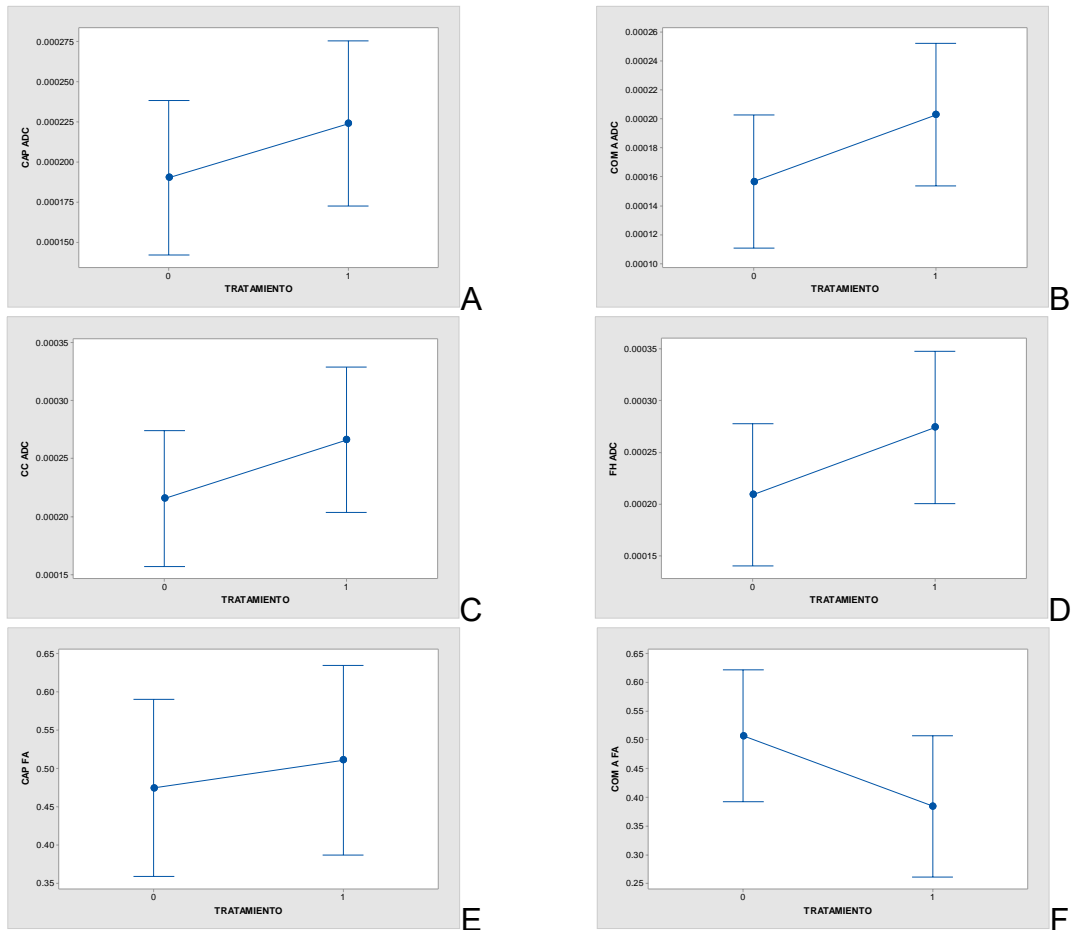 CAP ADC
0.000275
0.000250
0.000225
0.000200
0.000175
0.000150
0 1
TRATAMIENTO
A
COM A ADC
0.00026
0.00024
0.00022
0.00020
0.00018
0.00016
0.00014
0.00012
0.00010
0 1
TRATAMIENTO
B
CC ADC
0.00035
0.00030
0.00025
0.00020
0.00015
0 1
TRATAMIENTO
C
FH ADC
0.00035
0.00030
0.00025
0.00020
0.00015
0 1
TRATAMIENTO
D
CAP FA
0.65
0.60
0.55
0.50
0.45
0.40
0.35
0 1
TRATAMIENTO
E
COM A FA
0.65
0.60
0.55
0.50
0.45
0.40
0.35
0.30
0.25
0 1
TRATAMIENTO
F